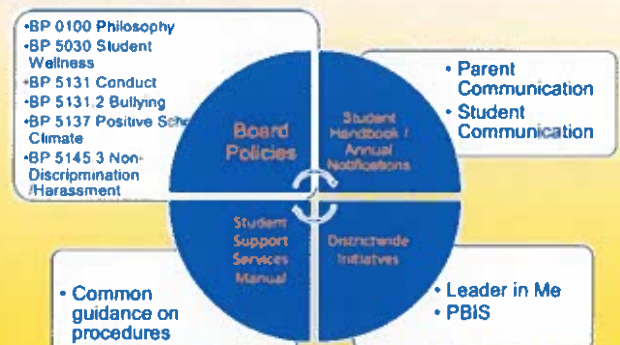 •BP 0100 Philosophy
•BP 5030 Student
Wellness
•BP 5131 Conduct
•BP 5131.2 Bullying
•BP 5137 Positive Scho
Climate
•BP 5145.3 Non-
Discripmination
/Harassment
Board
Policies
Student
Handbook /
Annual
Notifications
• Parent
Communication
• Student
Communication
Student
Support
Services
Manual
Districtwide
Initiatves
• Common
guidance on
procedures
• Leader in Me
• PBIS